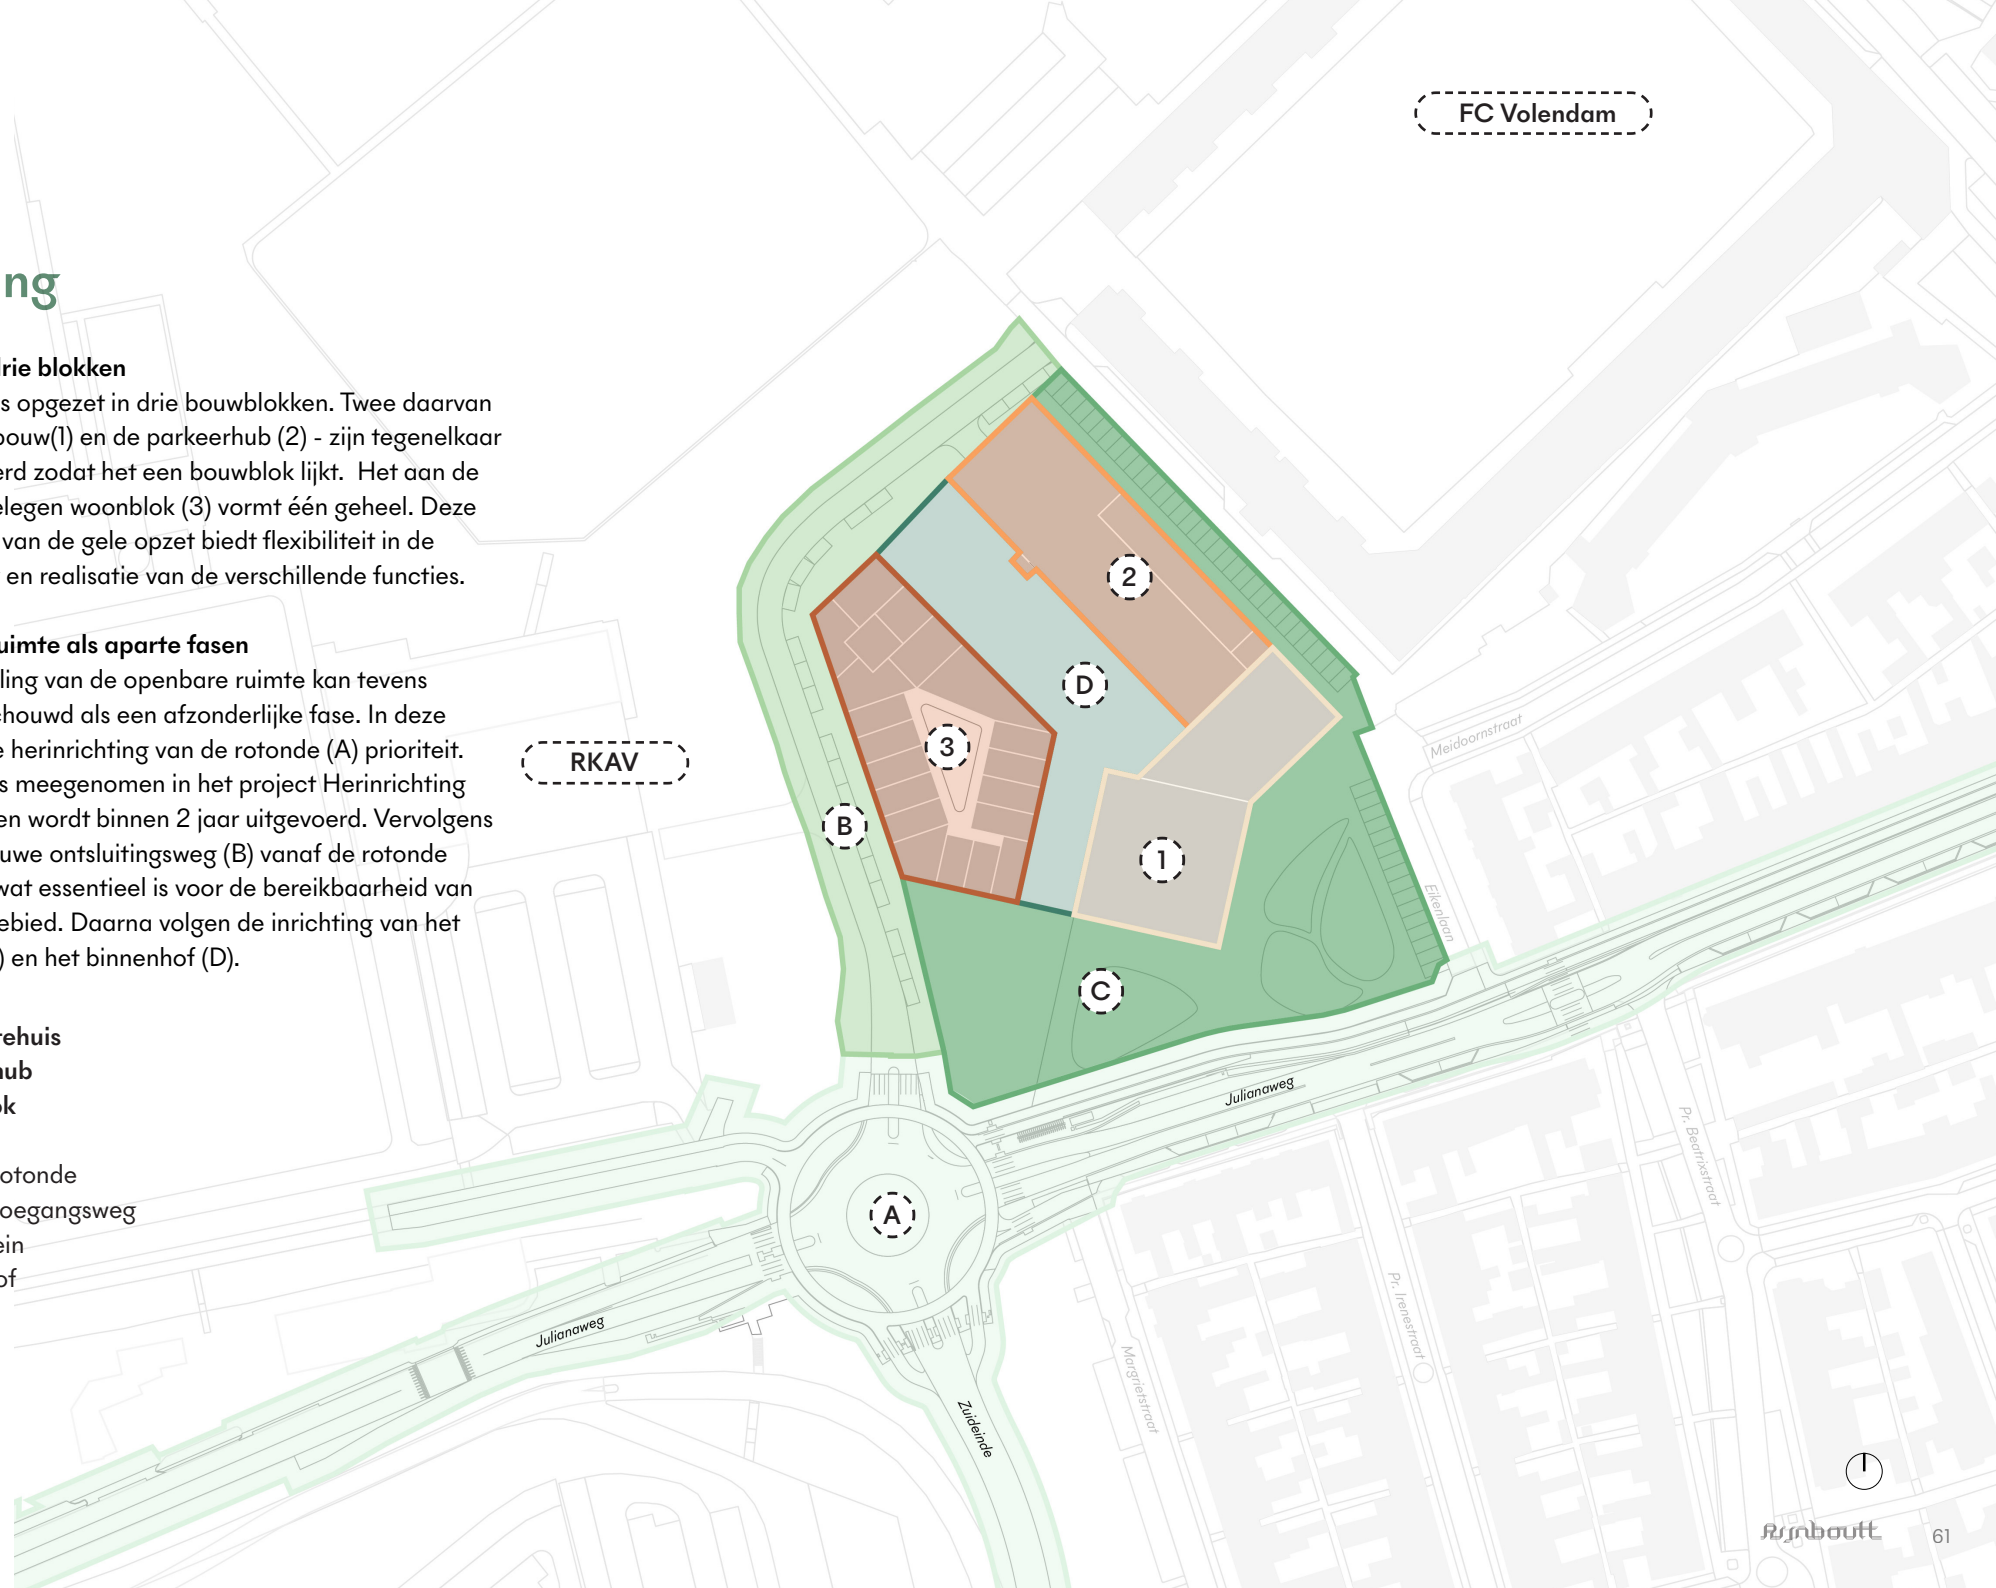 ng
drie blokken
s opgezet in drie bouwblokken. Twee daarvan
bouw(1) en de parkeerhub (2) - zijn tegenelkaar
erd zodat het een bouwblok lijkt. Het aan de
elegen woonblok (3) vormt één geheel. Deze
van de gele opzet biedt flexibiliteit in de
en realisatie van de verschillende functies.
uimte als aparte fasen
ling van de openbare ruimte kan tevens
chouwd als een afzonderlijke fase. In deze
e herinrichting van de rotonde (A) prioriteit.
s meegenomen in het project Herinrichting
en wordt binnen 2 jaar uitgevoerd. Vervolgens
uwe ontsluitingsweg (B) vanaf de rotonde
wat essentieel is voor de bereikbaarheid van
ebied. Daarna volgen de inrichting van het
) en het binnenhof (D).
tehuis
hub
ok
otonde
oegangsweg
ein
of
FC Volendam
RKAV
2
D
3
B
1
C
A
Meidoornstraat
Eikenlaan
Julianaweg
Julianaweg
Zuideinde
Margrietstraat
Pr. Irenestraat
Pr. Beatrixstraat
Rijnboutt
61